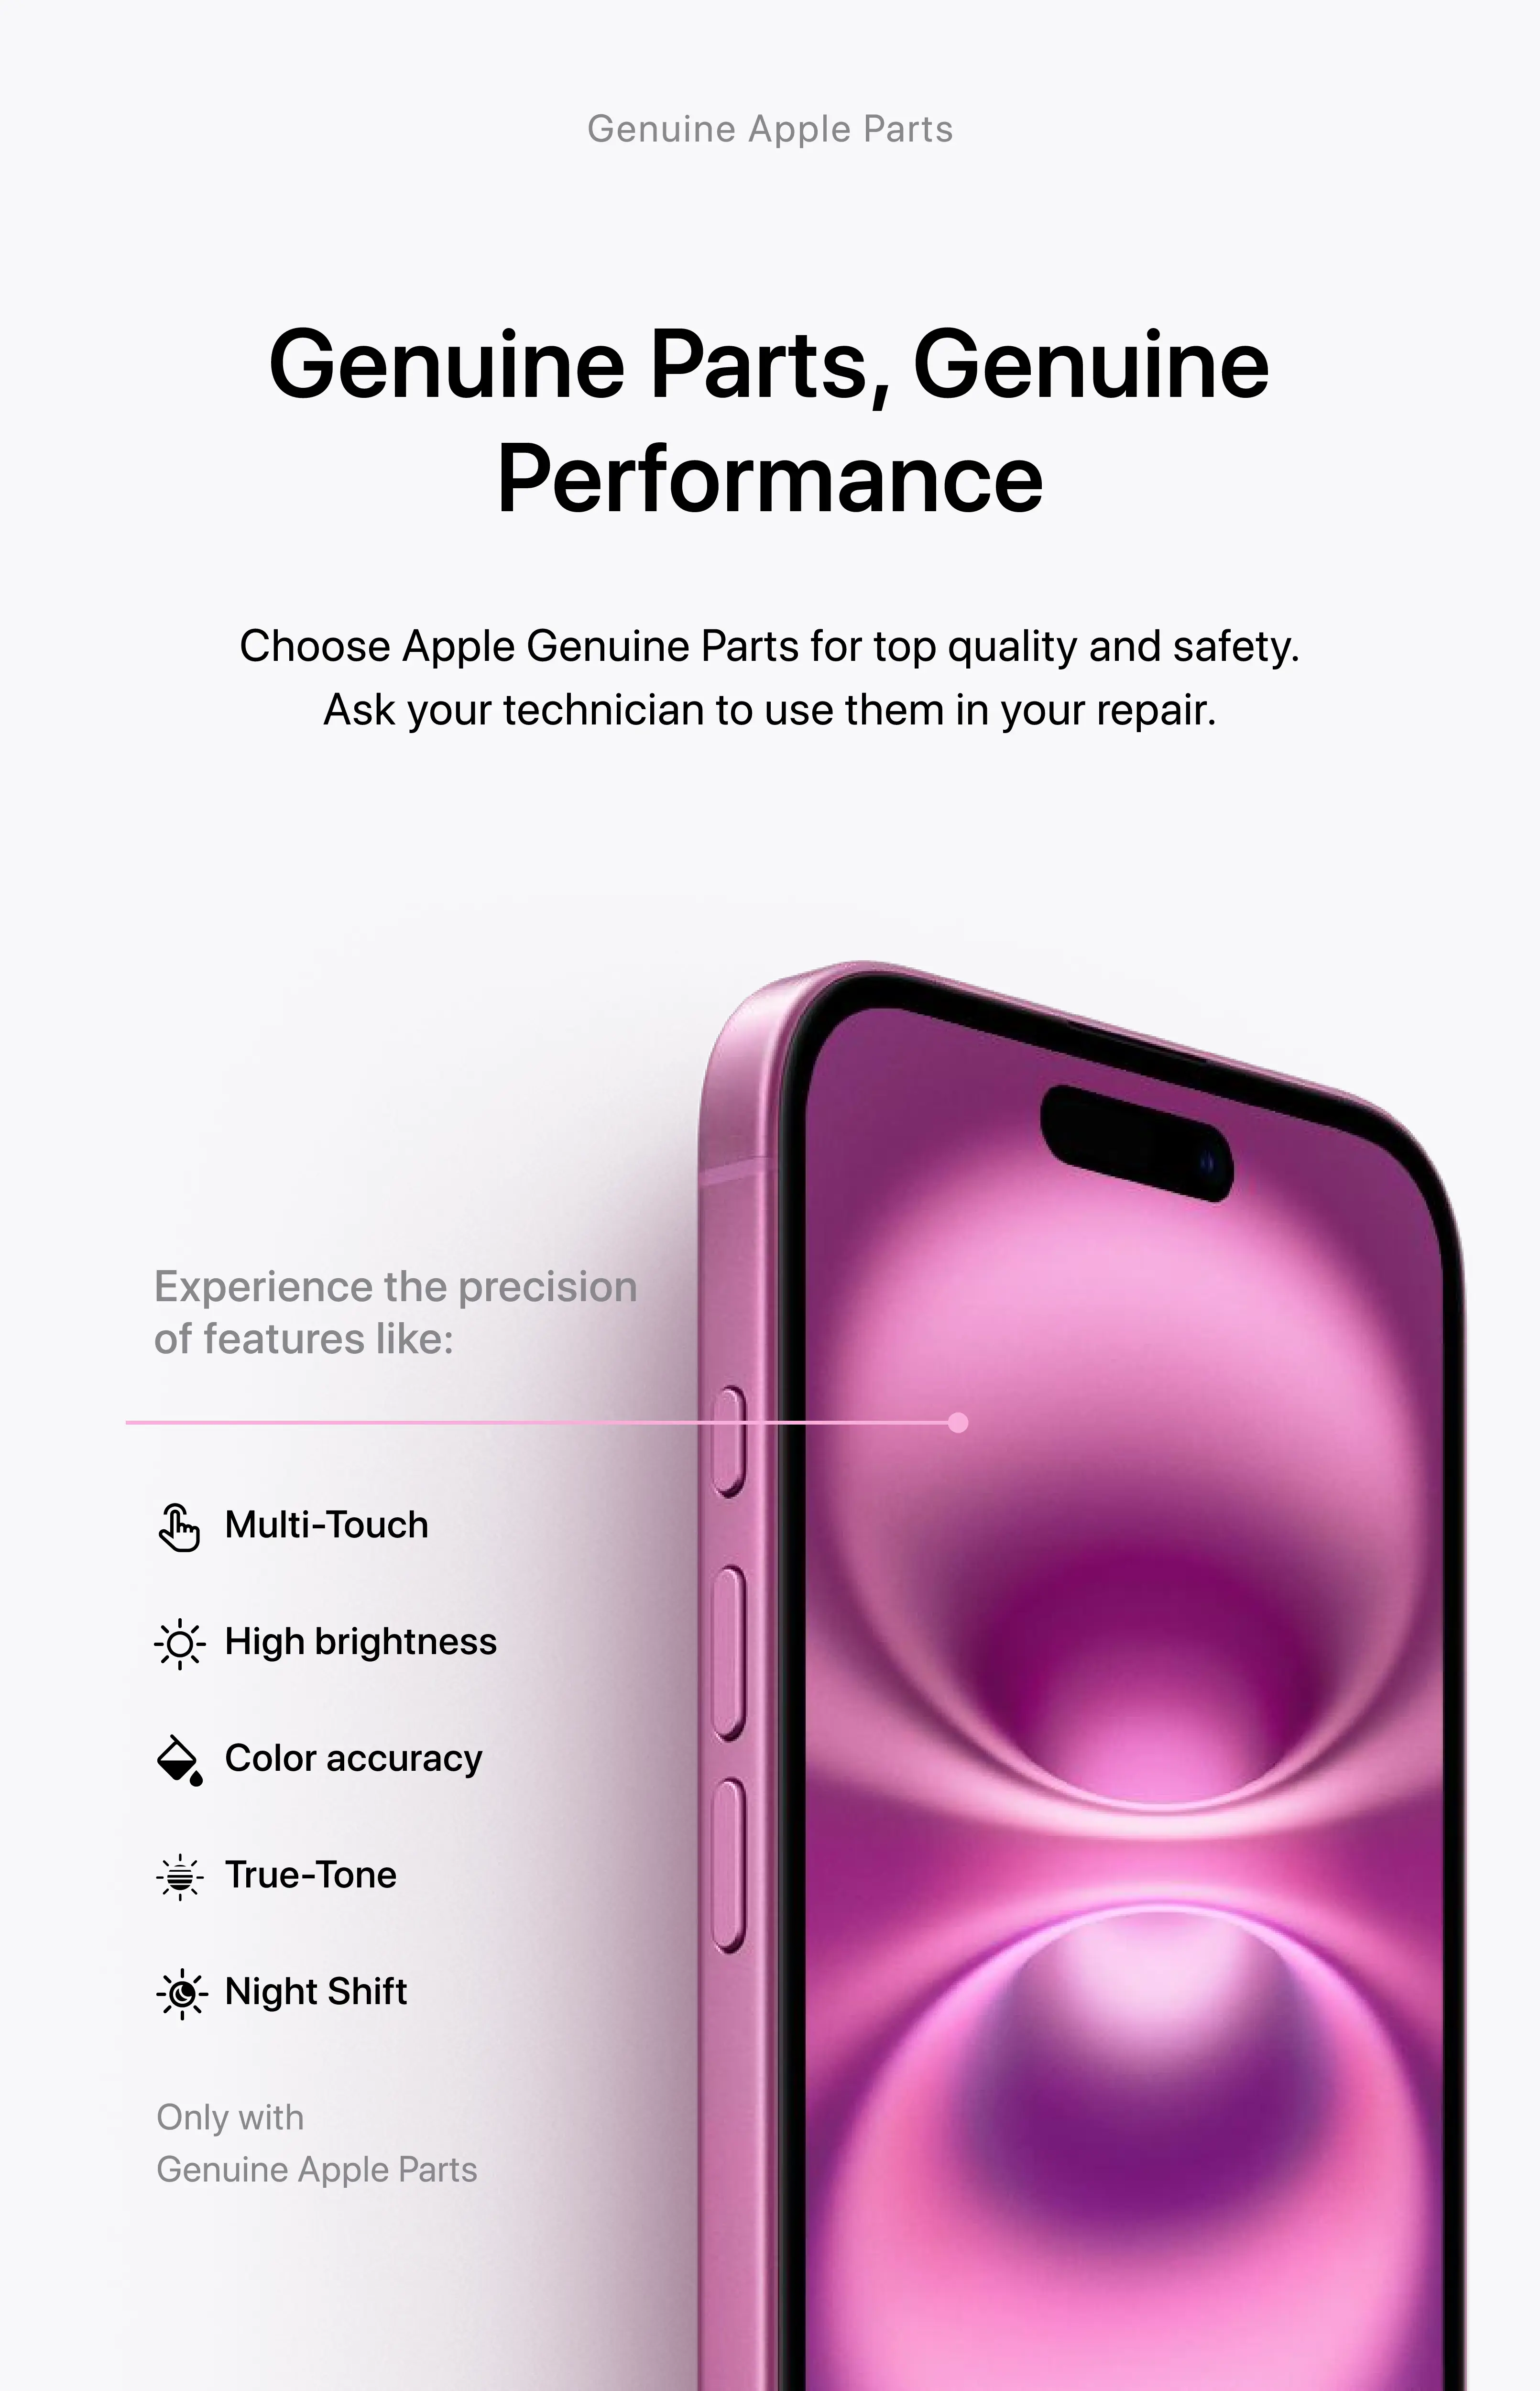 Genuine Apple Parts
Genuine Parts, Genuine
Performance
Choose Apple Genuine Parts for top quality and safety.
Ask your technician to use them in your repair.
Experience the precision
of features like:
Multi-Touch
High brightness
Color accuracy
True-Tone
Night Shift
Only with
Genuine Apple Parts